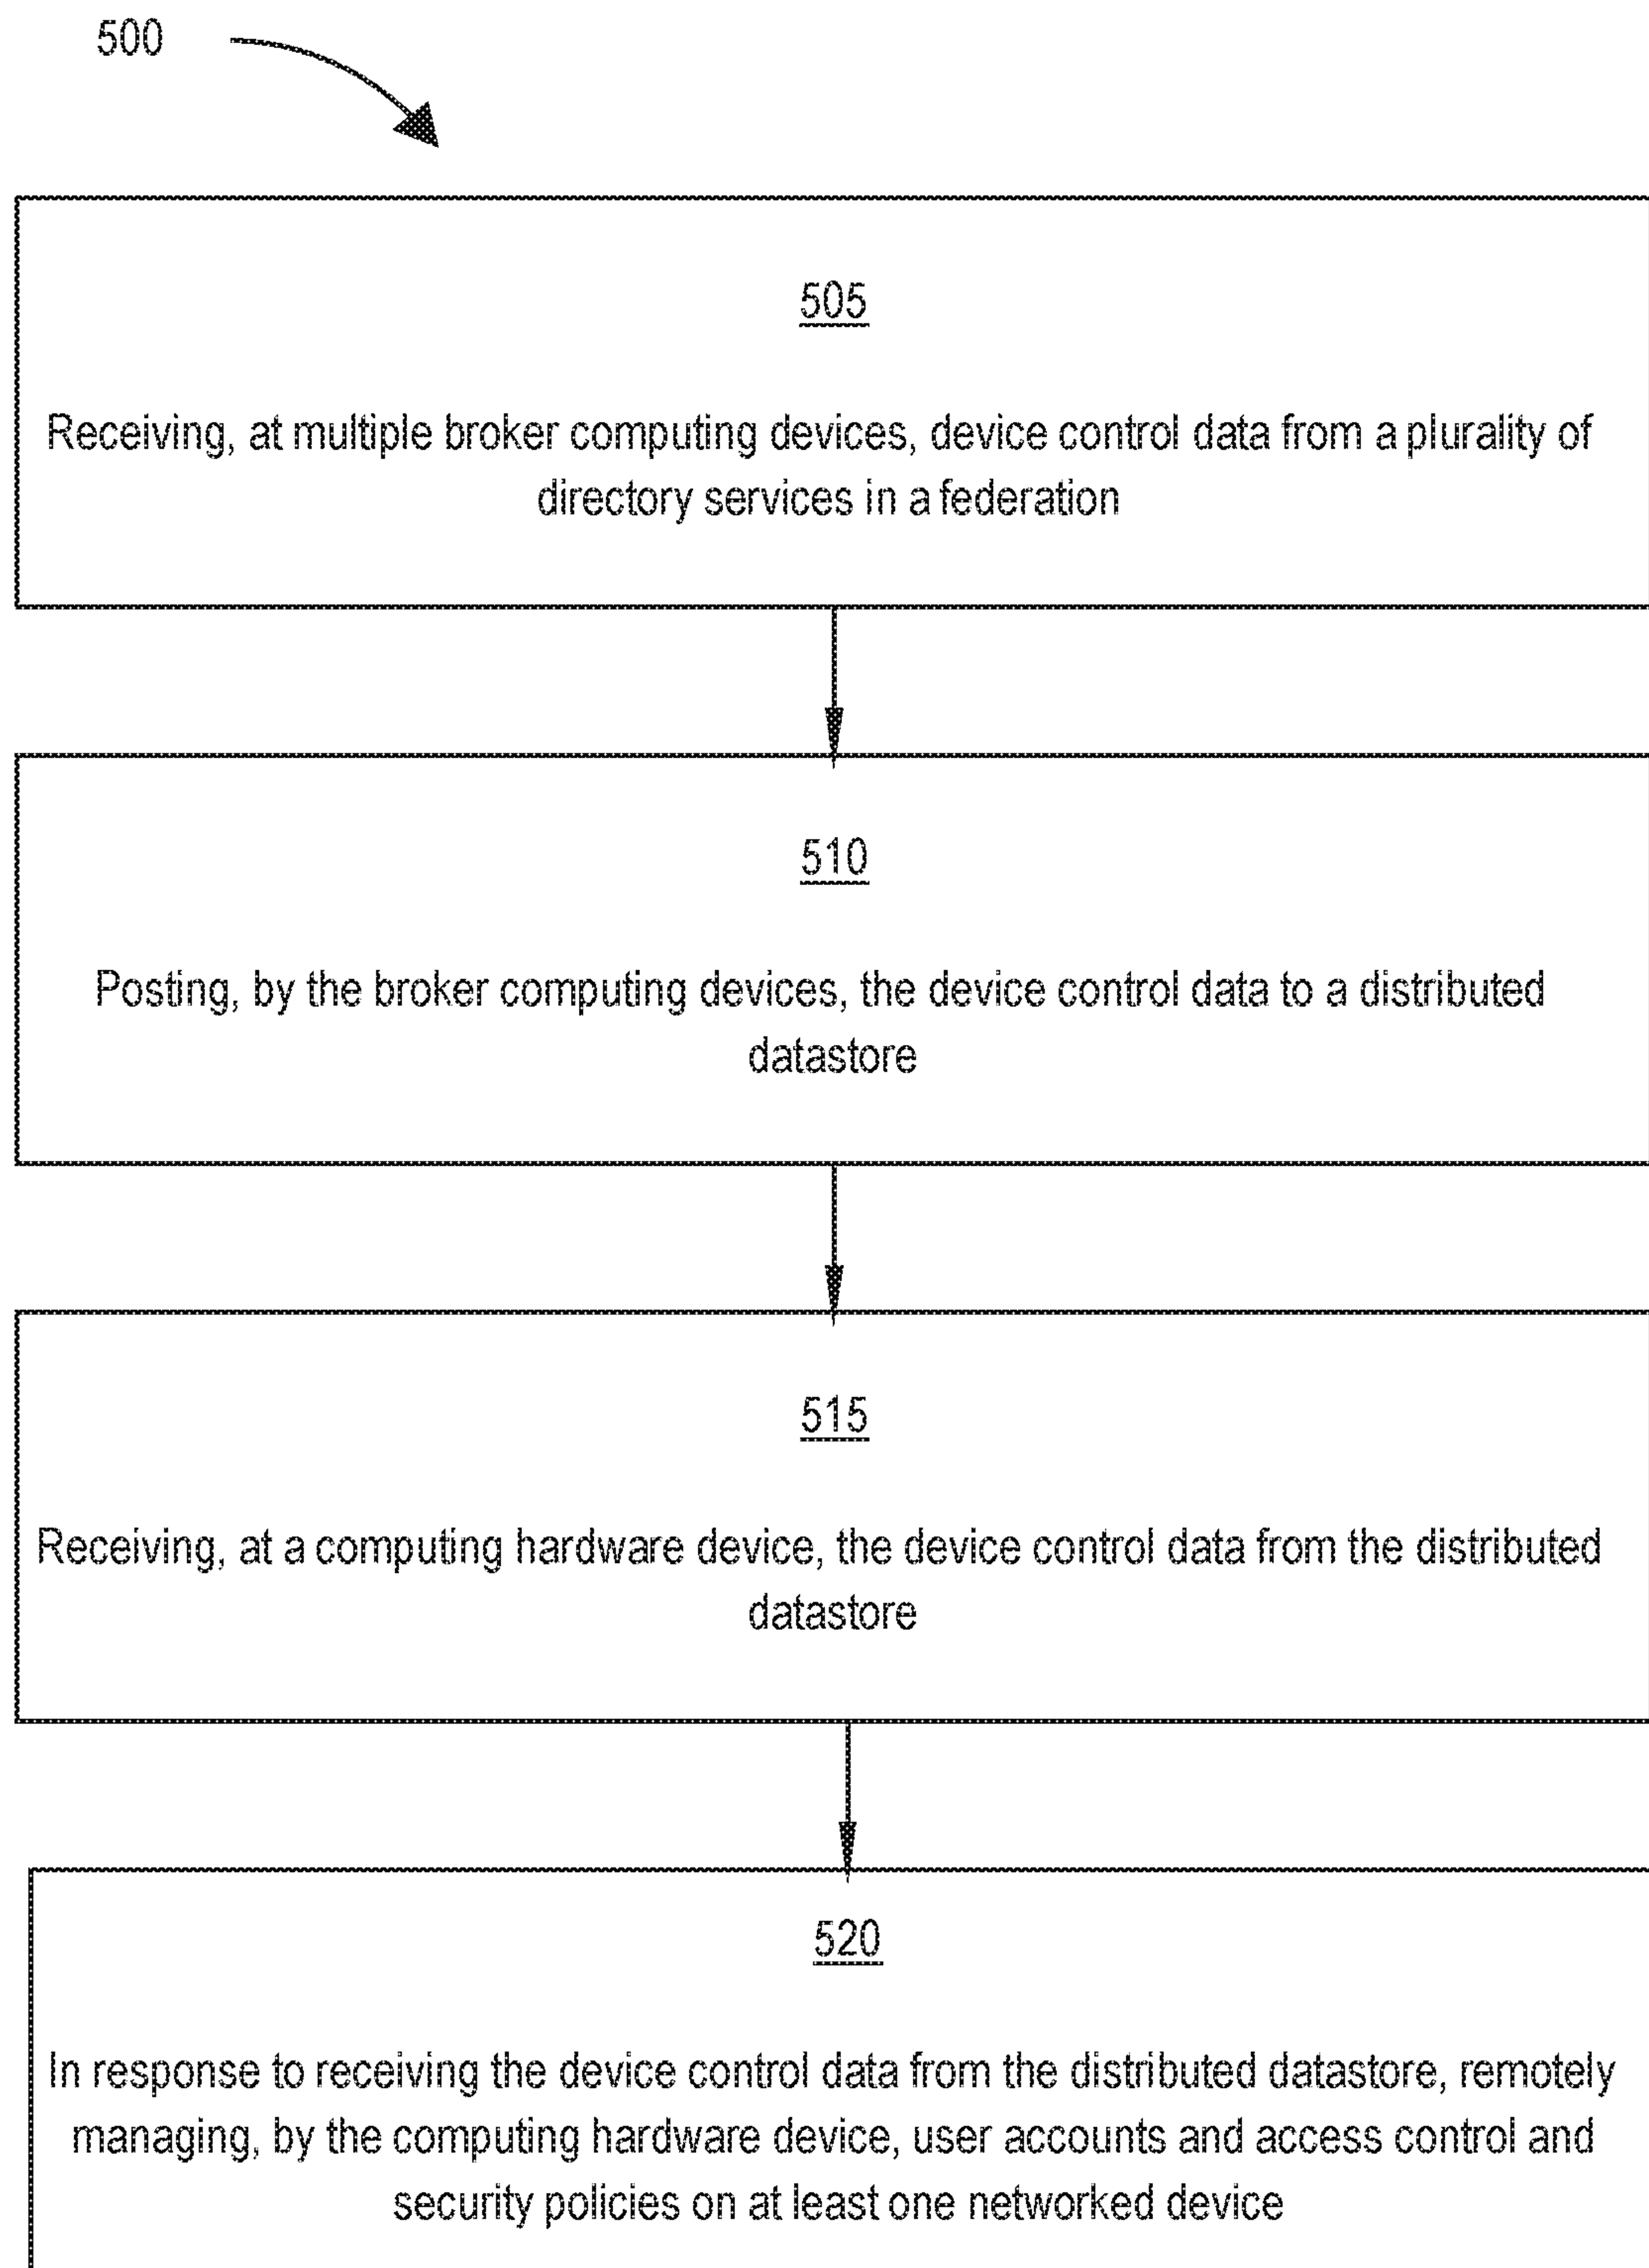 500
505
Receiving, at multiple broker computing devices, device control data from a plurality of
directory services in a federation
510
Posting, by the broker computing devices, the device control data to a distributed
datastore
515
Receiving, at a computing hardware device, the device control data from the distributed
datastore
520
In response to receiving the device control data from the distributed datastore, remotely
managing, by the computing hardware device, user accounts and access control and
security policies on at least one networked device